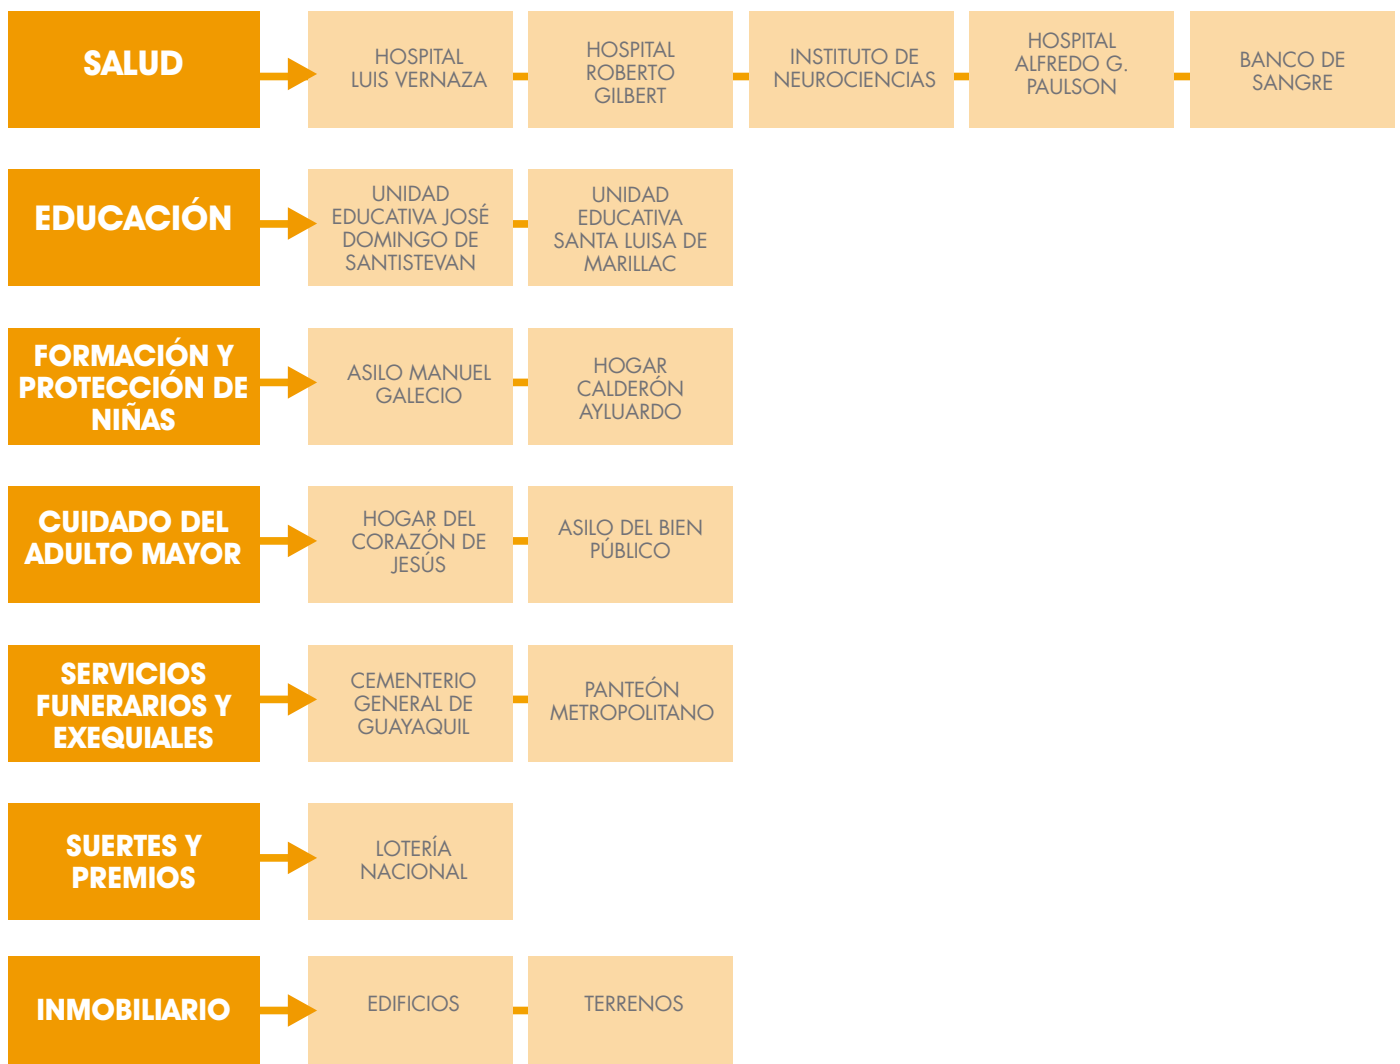 SALUD
HOSPITAL
LUIS VERNAZA
HOSPITAL
ROBERTO
GILBERT
INSTITUTO DE
NEUROCIENCIAS
HOSPITAL
ALFREDO G.
PAULSON
BANCO DE
SANGRE
EDUCACIÓN
UNIDAD
EDUCATIVA JOSÉ
DOMINGO DE
SANTISTEVAN
UNIDAD
EDUCATIVA
SANTA LUISA DE
MARILLAC
FORMACIÓN Y
PROTECCIÓN DE
NIÑAS
ASILO MANUEL
GALECIO
HOGAR
CALDERÓN
AYLUARDO
CUIDADO DEL
ADULTO MAYOR
HOGAR DEL
CORAZÓN DE
JESÚS
ASILO DEL BIEN
PÚBLICO
SERVICIOS
FUNERARIOS Y
EXEQUIALES
CEMENTERIO
GENERAL DE
GUAYAQUIL
PANTEÓN
METROPOLITANO
SUERTES Y
PREMIOS
LOTERÍA
NACIONAL
INMOBILIARIO
EDIFICIOS
TERRENOS